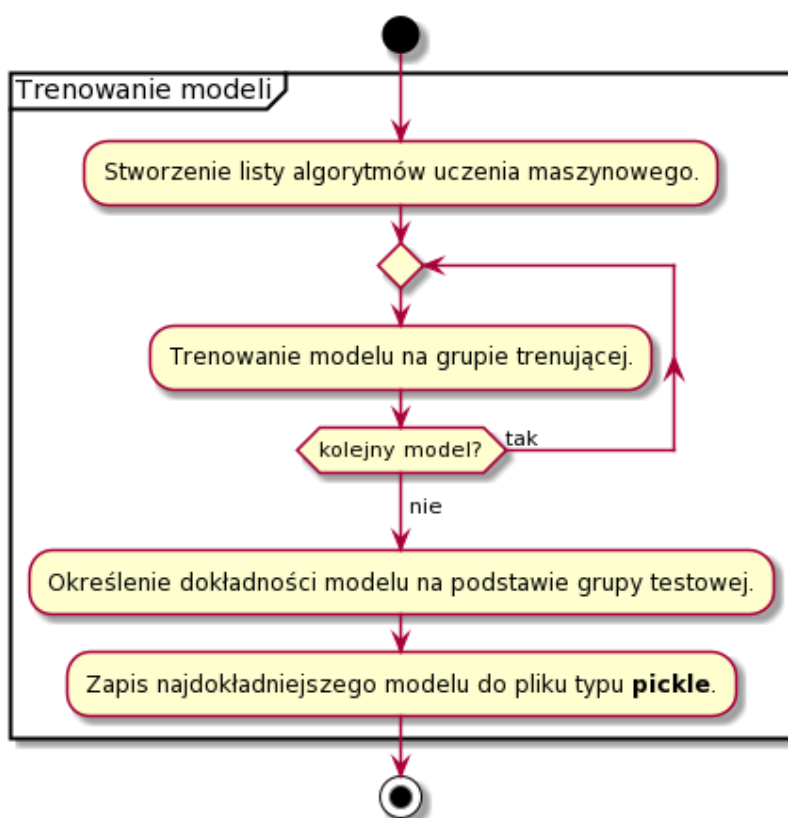 Trenowanie modeli
Stworzenie listy algorytmów uczenia maszynowego.
Trenowanie modelu na grupie trenującej.
kolejny model?
tak
nie
Określenie dokładności modelu na podstawie grupy testowej.
Zapis najdokładniejszego modelu do pliku typu pickle.